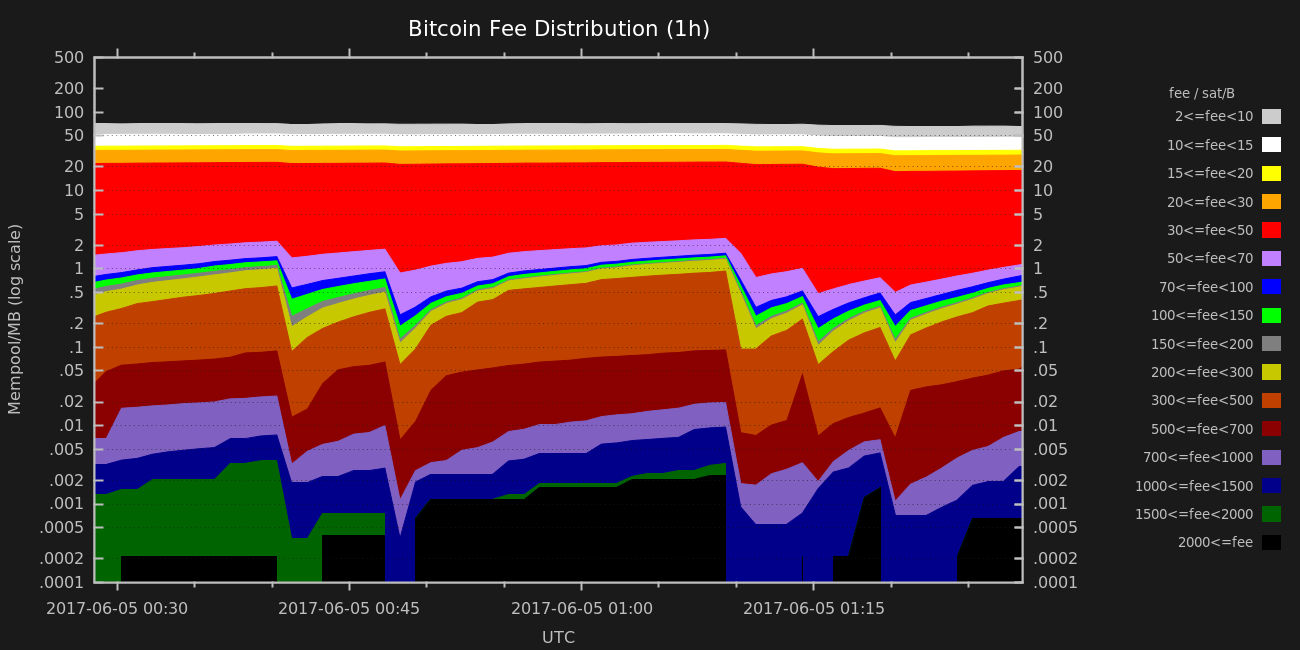 Bitcoin Fee Distribution (1h)
Mempool/MB (log scale)
500
200
100
50
20
10
5
2
1
.5
.2
.1
.05
.02
.01
.005
.002
.001
.0005
.0002
.0001
500
200
100
50
20
10
5
2
1
.5
.2
.1
.05
.02
.01
.005
.002
.001
.0005
.0002
.0001
2017-06-05 00:30 2017-06-05 00:45 2017-06-05 01:00 2017-06-05 01:15
UTC
fee / sat/B
2<=fee<10
10<=fee<15
15<=fee<20
20<=fee<30
30<=fee<50
50<=fee<70
70<=fee<100
100<=fee<150
150<=fee<200
200<=fee<300
300<=fee<500
500<=fee<700
700<=fee<1000
1000<=fee<1500
1500<=fee<2000
2000<=fee